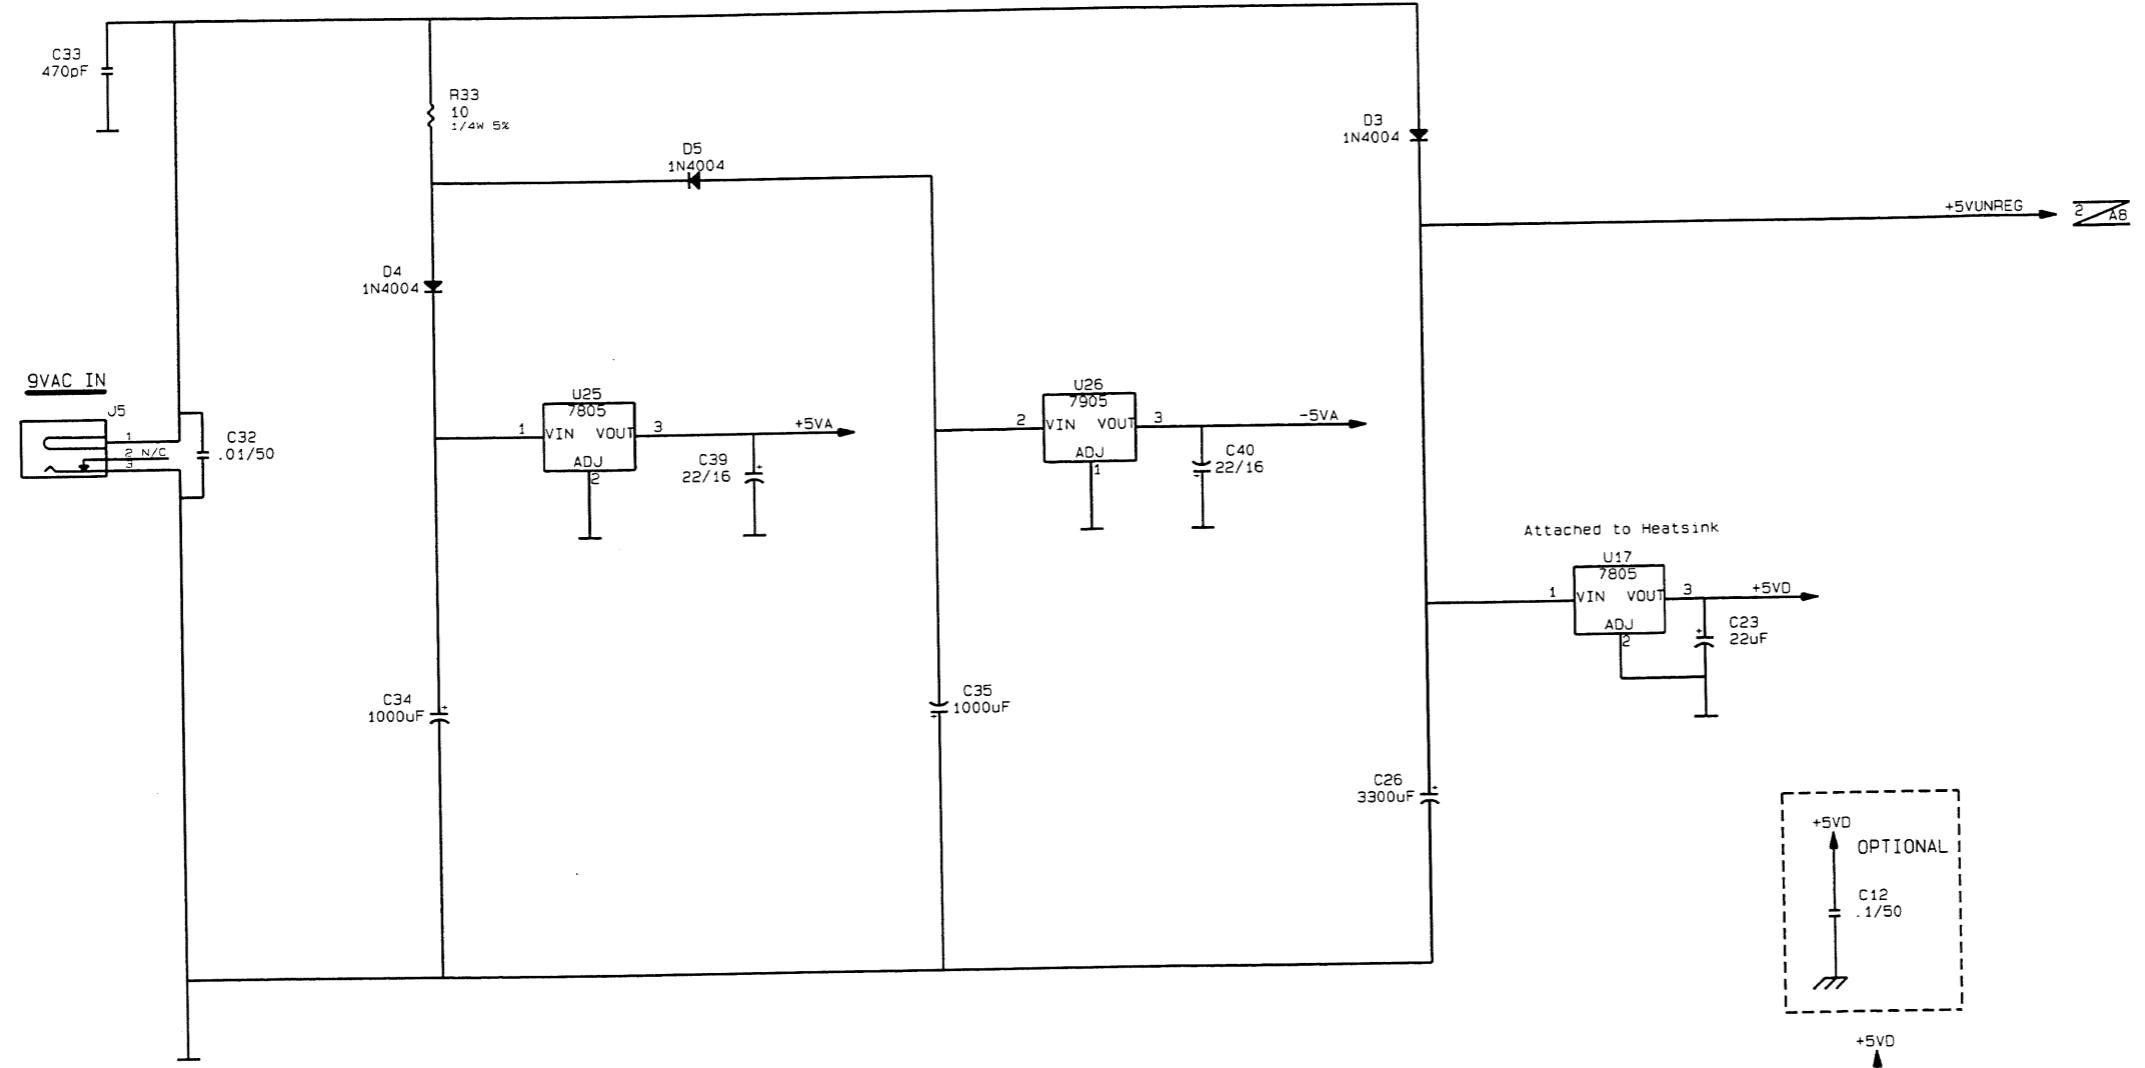 C33
470pF
R33
10
1/4W 5%
D5
1N4004
D3
1N4004
+5VUNREG
2
A8
D4
1N4004
9VAC IN
J5
1
2 N/C
3
C32
.01/50
U25
7805
1
VIN VOUT
3
+5VA
ADJ
2
C39
+
22/16
U26
7905
2
VIN VOUT
3
-5VA
ADJ
1
C40
22/16
+
Attached to Heatsink
U17
7805
1
VIN VOUT
3
+5VD
ADJ
2
+
C23
22uF
C34
1000uF
+
C35
1000uF
+
C26
3300uF
+
+5VD
OPTIONAL
C12
.1/50
+5VD